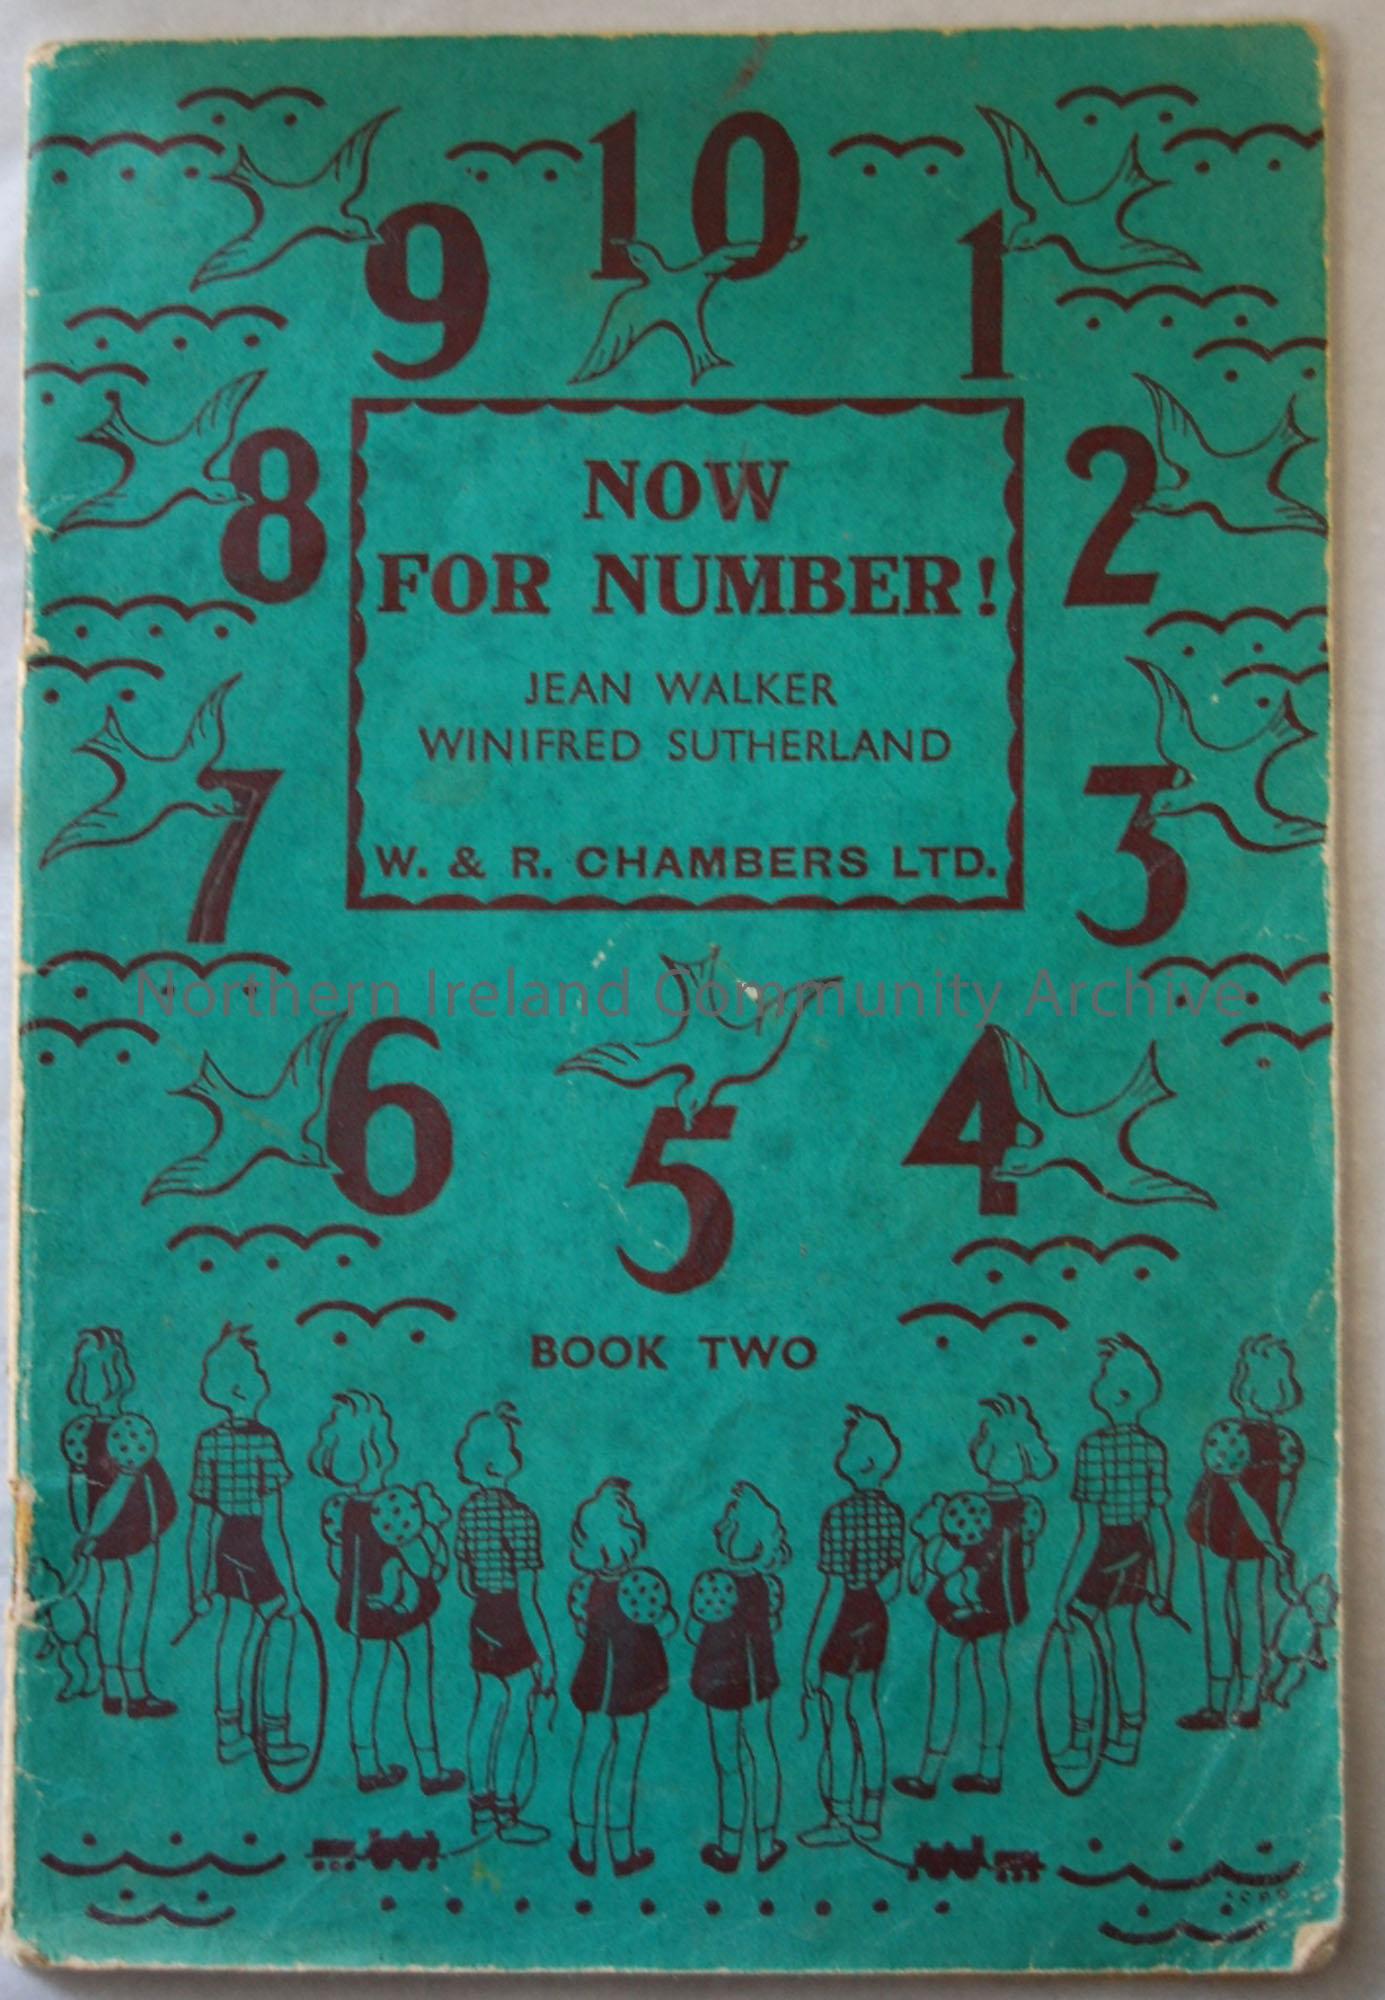 10
9
1
8
2
NOW
FOR NUMBER!
JEAN WALKER
WINIFRED SUTHERLAND
W. & R. CHAMBERS LTD.
7
3
Northern Ireland Community Archive
6
4
5
BOOK TWO